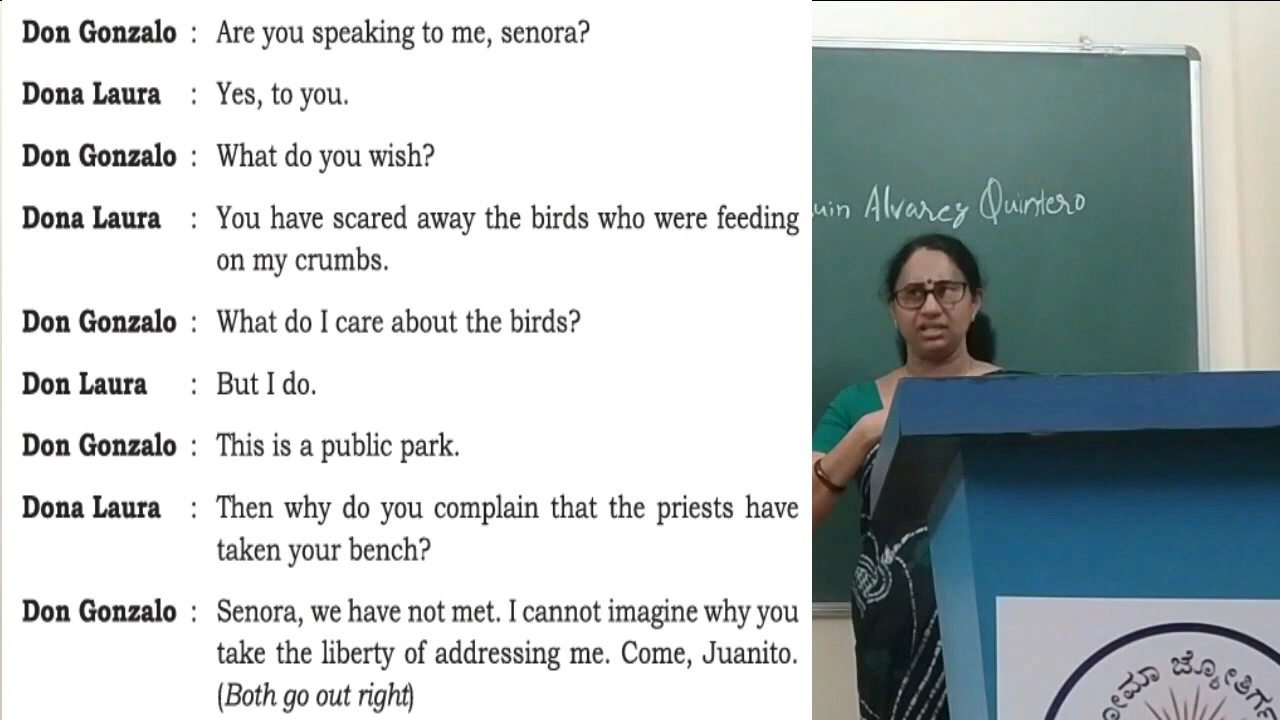 Don Gonzalo : Are you speaking to me, senora?
Dona Laura : Yes, to you.
Don Gonzalo : What do you wish?
Dona Laura : You have scared away the birds who were feeding
on my crumbs.
Don Gonzalo : What do I care about the birds?
Don Laura : But I do.
Don Gonzalo : This is a public park.
Dona Laura : Then why do you complain that the priests have
taken your bench?
Don Gonzalo : Senora, we have not met. I cannot imagine why you
take the liberty of addressing me. Come, Juanito.
(Both go out right)
uin Alvarez Quintero
ೋಮಾ ಜ್ಯೋತಿರ್ಗ